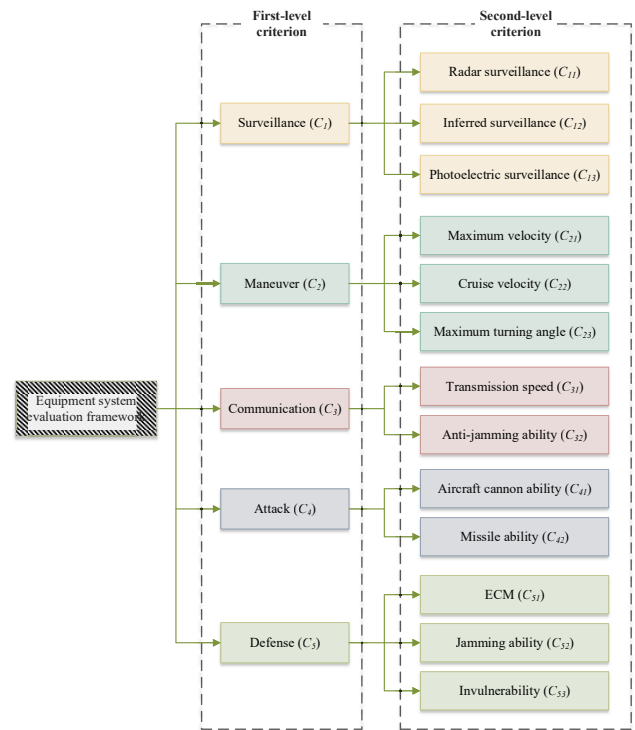 First-level
criterion
Second-level
criterion
Radar surveillance (C11)
Surveillance (C1)
Inferred surveillance (C12)
Photoelectric surveillance (C13)
Maximum velocity (C21)
Maneuver (C2)
Cruise velocity (C22)
Maximum turning angle (C23)
Equipment system
evaluation framework
Transmission speed (C31)
Communication (C3)
Anti-jamming ability (C32)
Aircraft cannon ability (C41)
Attack (C4)
Missile ability (C42)
ECM (C51)
Defense (C5)
Jamming ability (C52)
Invulnerability (C53)